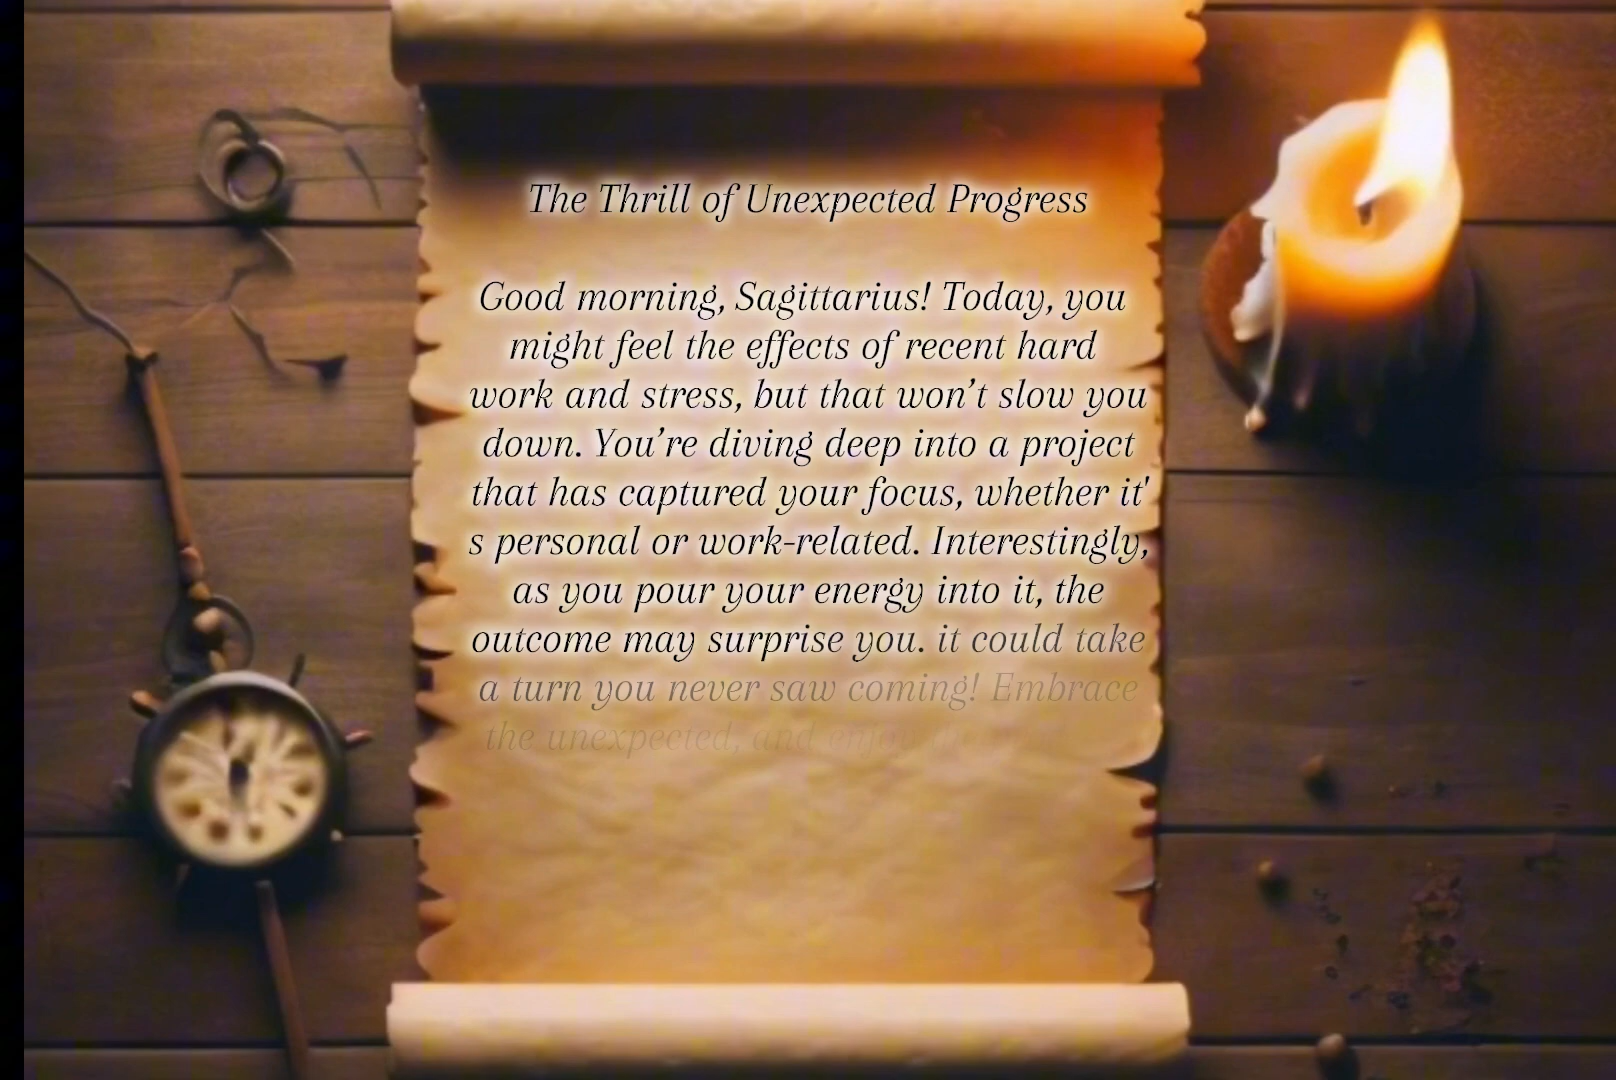 The Thrill of Unexpected Progress
Good morning, Sagittarius! Today, you
might feel the effects of recent hard
work and stress, but that won’t slow you
down. You’re diving deep into a project
that has captured your focus, whether it'
s personal or work-related. Interestingly,
as you pour your energy into it, the
outcome may surprise you. it could take
a turn you never saw coming! Embrace
the unexpected, and enjoy